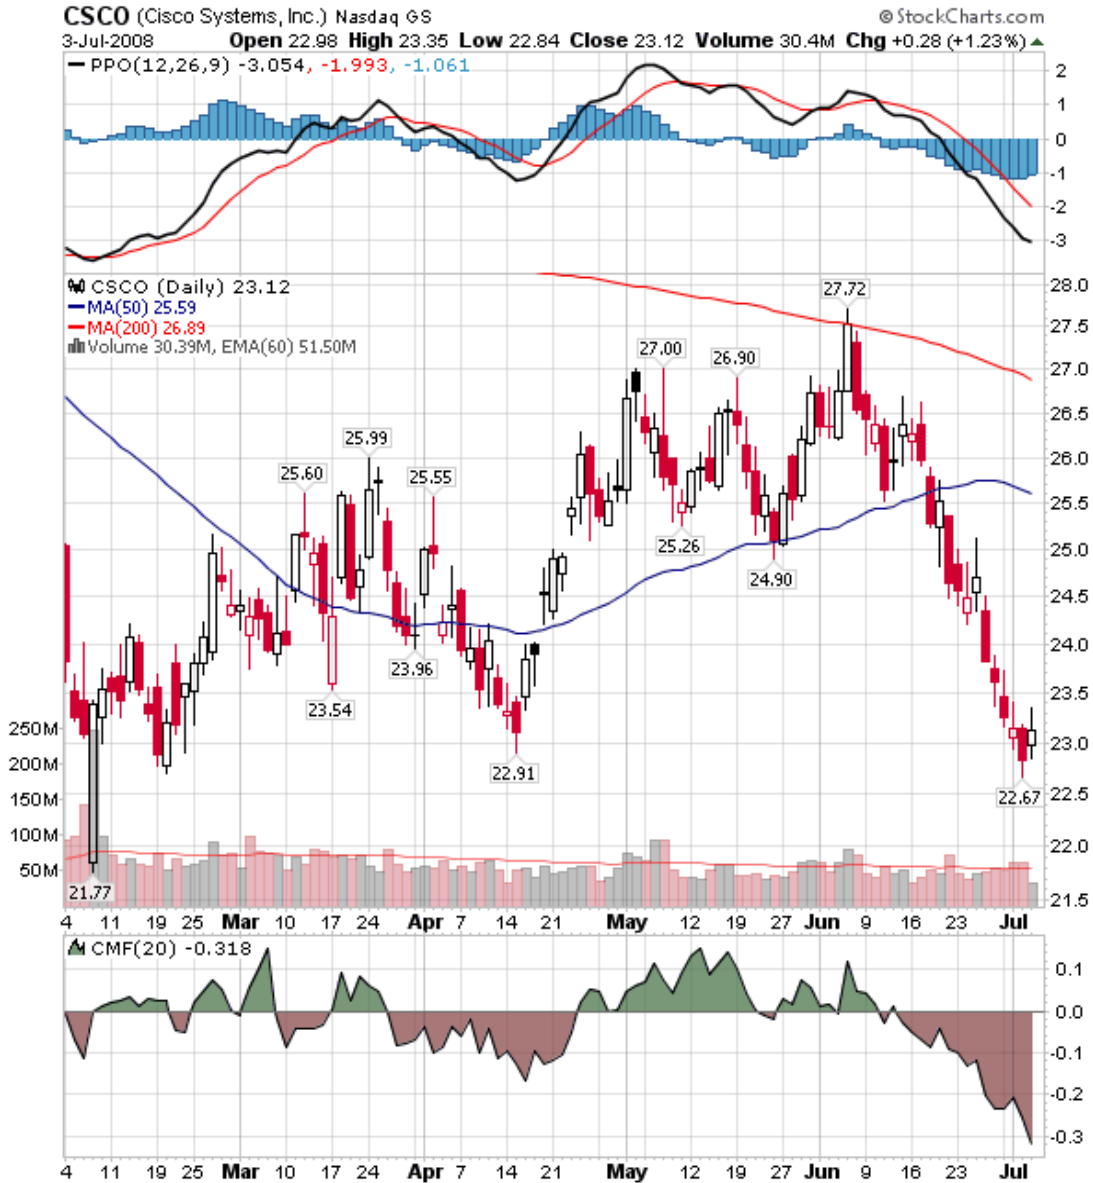 CSCO (Cisco Systems, Inc.) Nasdaq GS © StockCharts.com
3-Jul-2008 Open 22.98 High 23.35 Low 22.84 Close 23.12 Volume 30.4M Chg +0.28 (+1.23%)
PPO(12,26,9) -3.054, -1.993, -1.061
2
1
0
-1
-2
-3
CSCO (Daily) 23.12
MA(50) 25.59
MA(200) 26.89
Volume 30.39M, EMA(60) 51.50M
28.0
27.72
27.5
27.00
26.90
27.0
26.5
25.99
26.0
25.60
25.55
25.5
25.26
25.0
24.90
24.5
24.0
23.96
23.54
23.5
250M
23.0
200M
22.91
22.67
150M
22.5
100M
22.0
50M
21.77
21.5
4 11 19 25 Mar 10 17 24 Apr 7 14 21 May 12 19 27 Jun 9 16 23 Jul
CMF(20) -0.318
0.1
0.0
-0.1
-0.2
-0.3
4 11 19 25 Mar 10 17 24 Apr 7 14 21 May 12 19 27 Jun 9 16 23 Jul